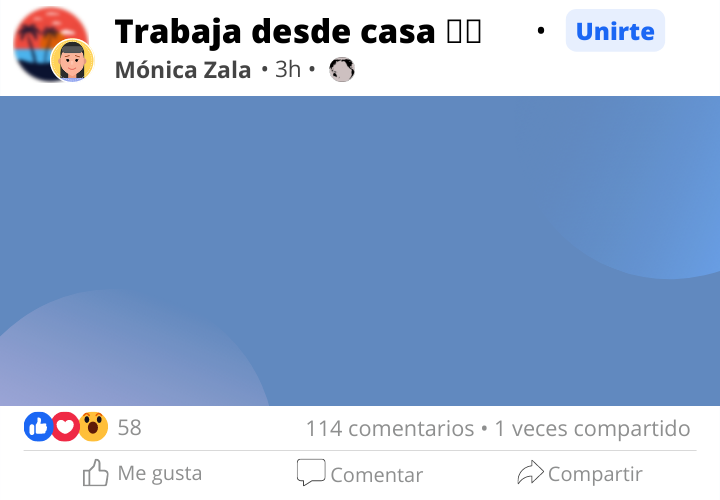 Trabaja desde casa • Unirte
Mónica Zala • 3h •
58 114 comentarios • 1 veces compartido
Me gusta Comentar Compartir